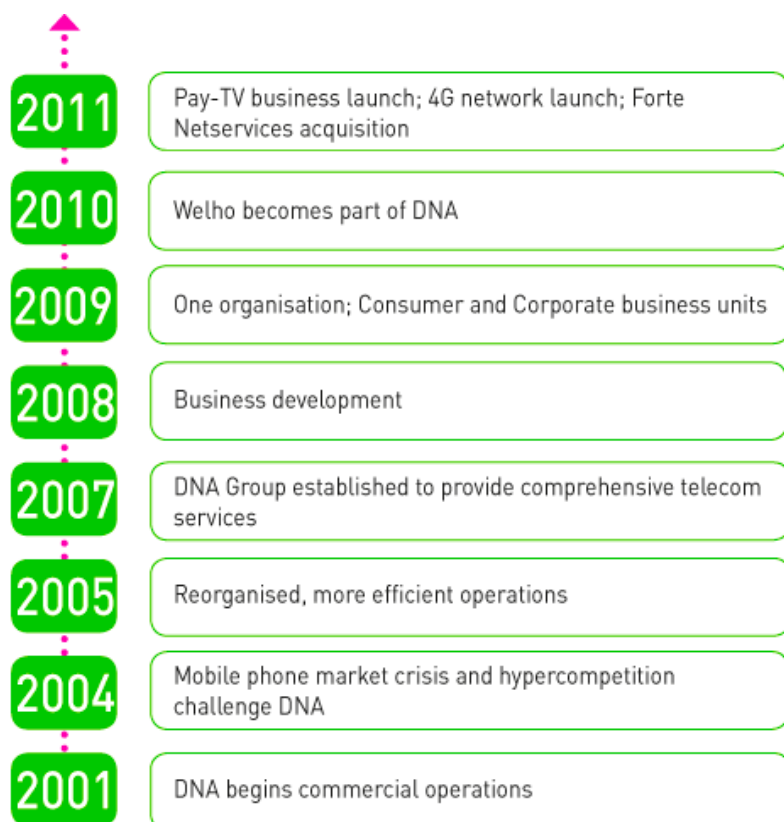 2011
Pay-TV business launch; 4G network launch; Forte
Netservices acquisition
2010
Welho becomes part of DNA
2009
One organisation; Consumer and Corporate business units
2008
Business development
2007
DNA Group established to provide comprehensive telecom
services
2005
Reorganised, more efficient operations
2004
Mobile phone market crisis and hypercompetition
challenge DNA
2001
DNA begins commercial operations